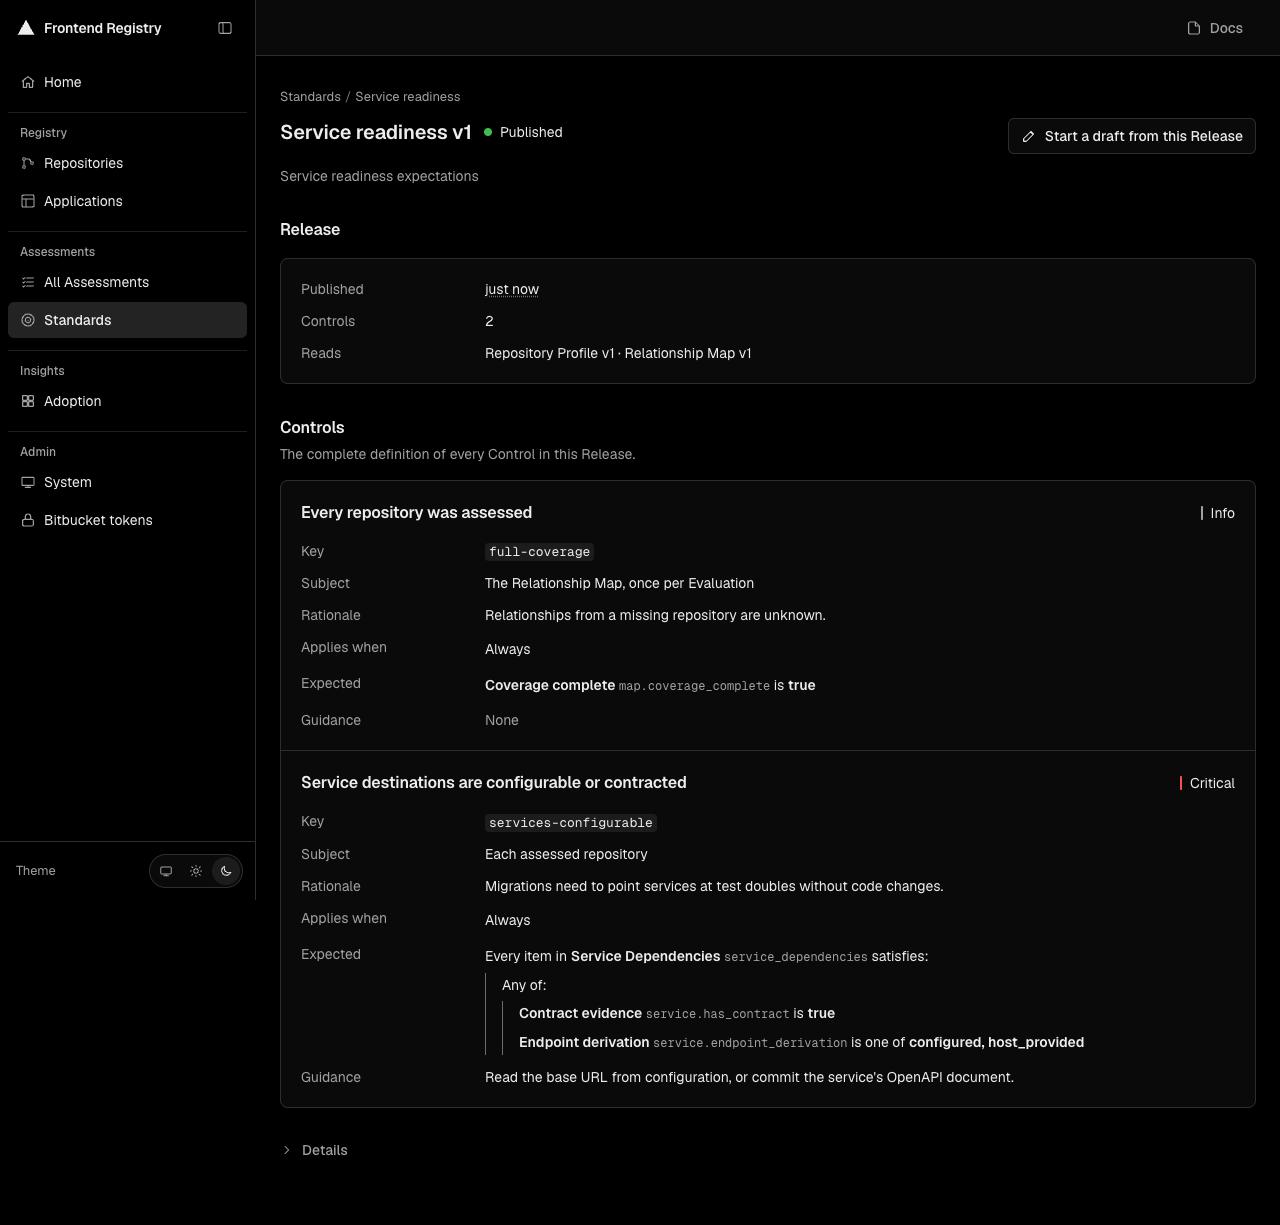 Frontend Registry
Docs
Home
Registry
Repositories
Applications
Assessments
All Assessments
Standards
Insights
Adoption
Admin
System
Bitbucket tokens
Theme
Standards / Service readiness
Service readiness v1
Published
Start a draft from this Release
Service readiness expectations
Release
Published just now
Controls 2
Reads Repository Profile v1 · Relationship Map v1
Controls
The complete definition of every Control in this Release.
Every repository was assessed
Info
Key full-coverage
Subject The Relationship Map, once per Evaluation
Rationale Relationships from a missing repository are unknown.
Applies when Always
Expected Coverage complete map.coverage_complete is true
Guidance None
Service destinations are configurable or contracted
Critical
Key services-configurable
Subject Each assessed repository
Rationale Migrations need to point services at test doubles without code changes.
Applies when Always
Expected Every item in Service Dependencies service_dependencies satisfies:
Any of:
Contract evidence service.has_contract is true
Endpoint derivation service.endpoint_derivation is one of configured, host_provided
Guidance Read the base URL from configuration, or commit the service's OpenAPI document.
Details